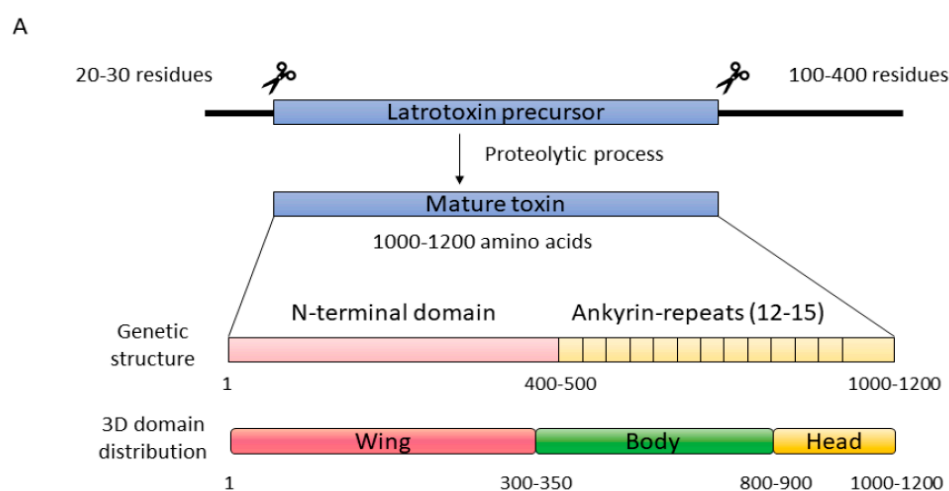 A
20-30 residues
100-400 residues
Latrotoxin precursor
Proteolytic process
Mature toxin
1000-1200 amino acids
N-terminal domain
Ankyrin-repeats (12-15)
Genetic
structure
1
400-500
1000-1200
3D domain
distribution
Wing
Body
Head
1
300-350
800-900
1000-1200